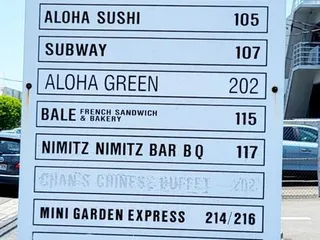 ALOHA SUSHI 105
SUBWAY 107
ALOHA GREEN 202
BALE FRENCH SANDWICH & BAKERY 115
NIMITZ NIMITZ BAR B Q 117
CHAN'S CHINESE BUFFET 202
MINI GARDEN EXPRESS 214/216